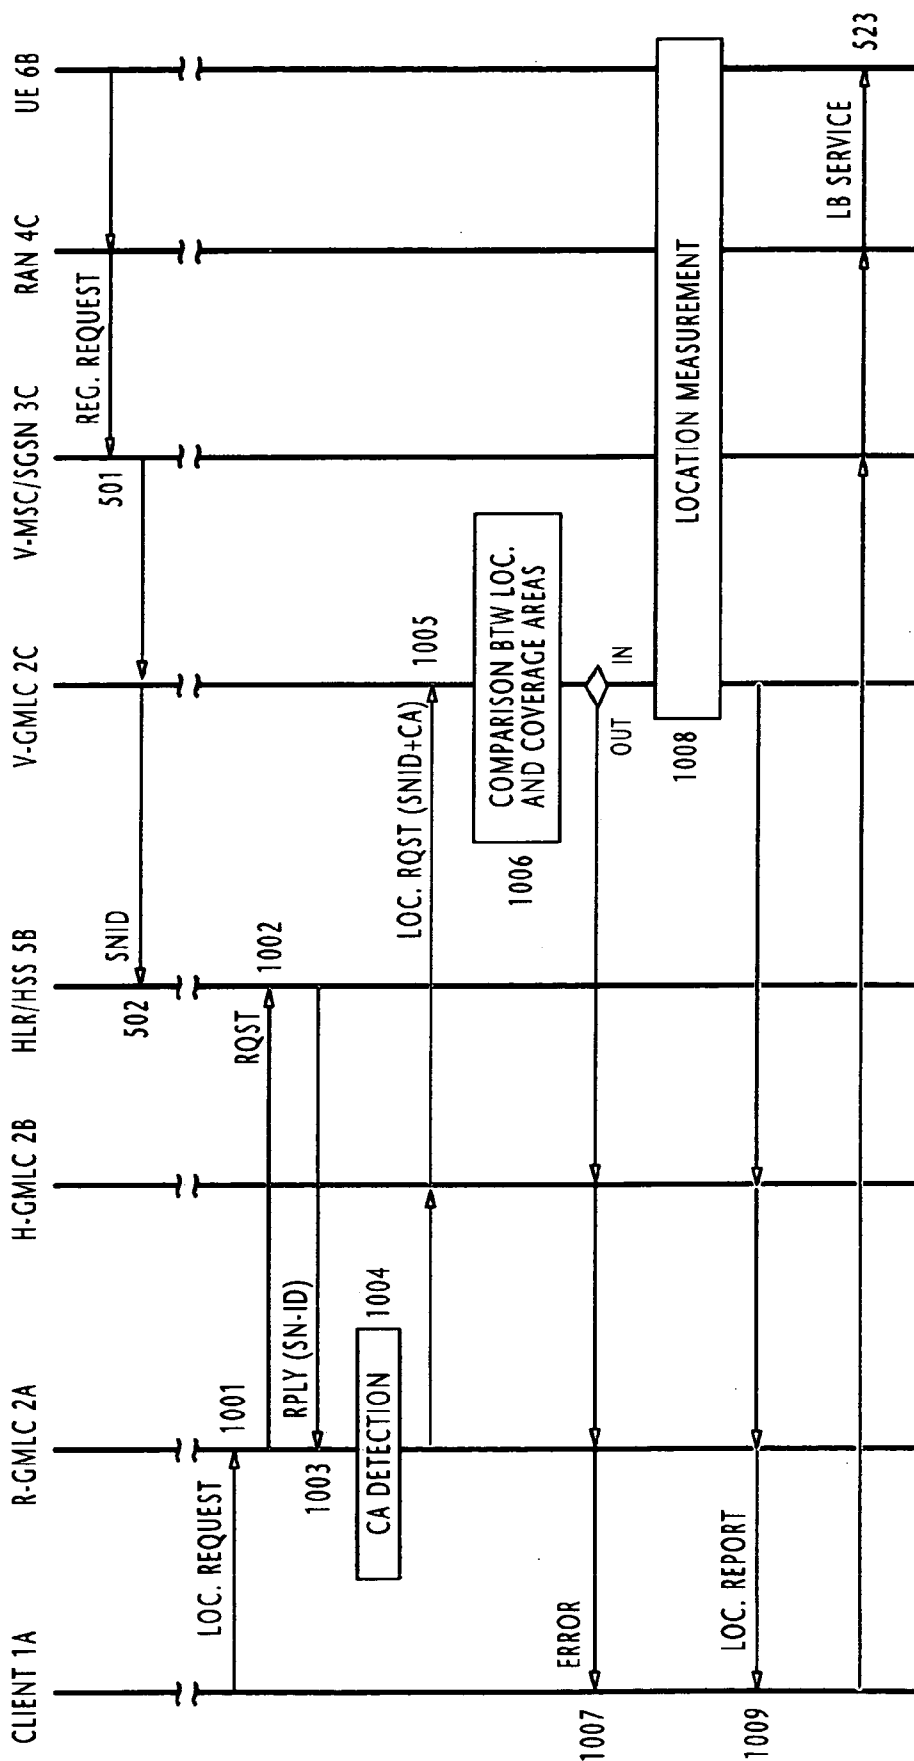 CLIENT 1A
R-GMLC 2A
H-GMLC 2B
HLR/HSS 5B
V-GMLC 2C
V-MSC/SGSN 3C
RAN 4C
UE 6B
REG. REQUEST
501
SNID
502
LOC. REQUEST
1001
RQST
1002
RPLY (SN-ID)
1003
CA DETECTION
1004
LOC. RQST (SNID+CA)
1005
COMPARISON BTW LOC.
AND COVERAGE AREAS
1006
OUT
IN
ERROR
1007
LOCATION MEASUREMENT
1008
LOC. REPORT
1009
LB SERVICE
523